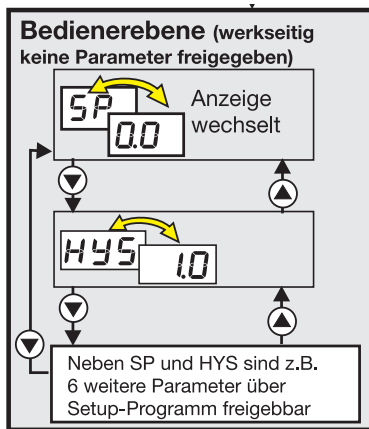 Bedienerebene (werkseitig
keine Parameter freigegeben)
SP
0.0
Anzeige
wechselt
HYS
1.0
Neben SP und HYS sind z.B.
6 weitere Parameter über
Setup-Programm freigebbar